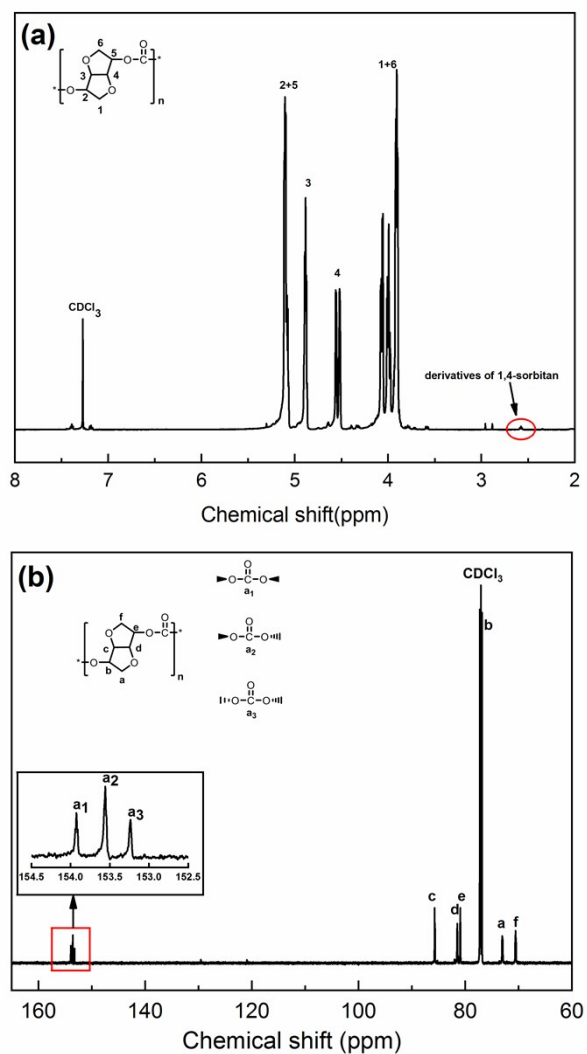 (a)
6
O
5
O
O
C
*
3
4
*
O
2
O
1
n
2+5
1+6
3
4
CDCl3
derivatives of 1,4-sorbitan
8
7
6
5
4
3
2
Chemical shift(ppm)
(b)
O
O
C
O
a1
O
O
C
O
a2
O
O
C
O
a3
f
O
e
O
O
C
*
c
d
*
O
b
O
a
n
CDCl3
b
a1
a2
a3
154.5
154.0
153.5
153.0
152.5
c
d
e
a
f
160
140
120
100
80
60
Chemical shift (ppm)